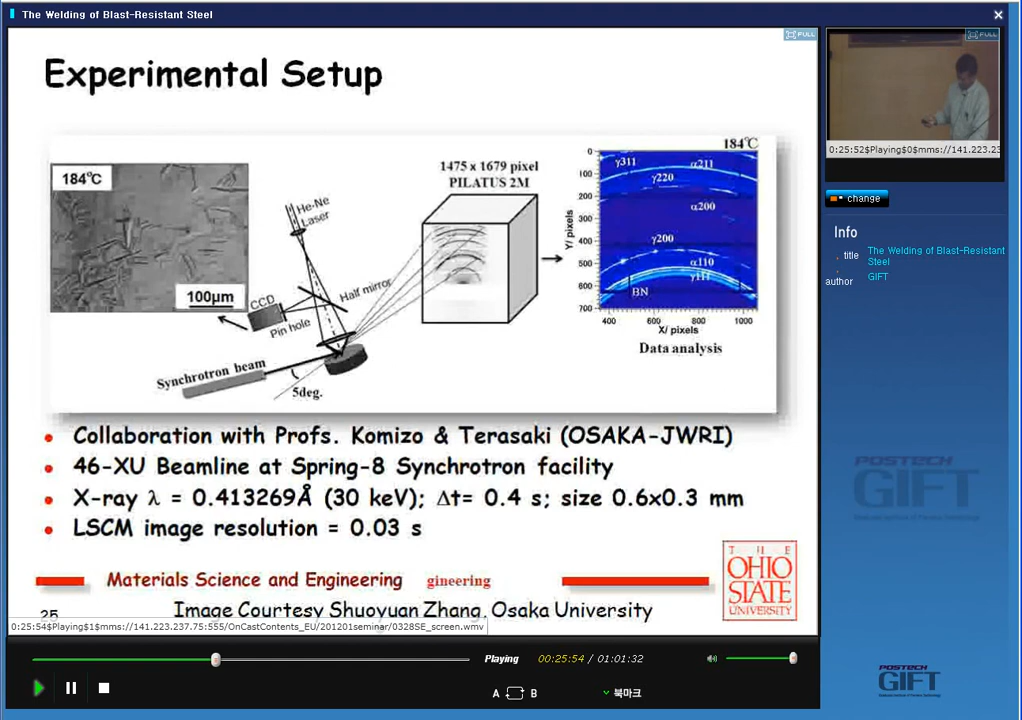 The Welding of Blast-Resistant Steel
FULL
Experimental Setup
184℃
100μm
He-Ne
Laser
CCD
Pin hole
Half mirror
Synchrotron beam
5deg.
1475 x 1679 pixel
PILATUS 2M
184℃
0
100
200
300
400
500
600
700
Y/ pixels
γ311
α211
γ220
α200
γ200
α110
γ111
BN
400
600
800
1000
X/ pixels
Data analysis
Collaboration with Profs. Komizo & Terasaki (OSAKA-JWRI)
46-XU Beamline at Spring-8 Synchrotron facility
X-ray λ = 0.413269Å (30 keV); Δt= 0.4 s; size 0.6x0.3 mm
LSCM image resolution = 0.03 s
Materials Science and Engineering
gineering
THE
OHIO
STATE
UNIVERSITY
25
Image Courtesy Shuoyuan Zhang, Osaka University
0:25:54$Playing$1$mms://141.223.237.75:555/OnCastContents_EU/201201seminar/0328SE_screen.wmv
Playing
00:25:54 / 01:01:32
A
B
북마크
FULL
0:25:52$Playing$0$mms://141.223.23
change
Info
title
The Welding of Blast-Resistant
Steel
author
GIFT
POSTECH
GIFT
POSTECH
GIFT